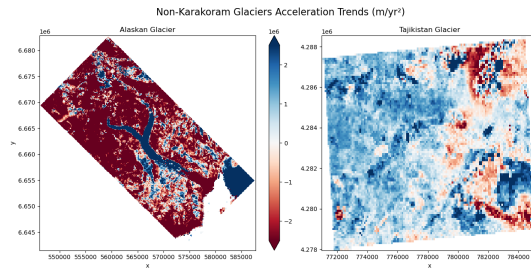 Non-Karakoram Glaciers Acceleration Trends (m/yr²)
Alaskan Glacier
1e6
6.680
6.675
6.670
6.665
6.660
6.655
6.650
6.645
y
550000 555000 560000 565000 570000 575000 580000 585000
x
2
1
0
−1
−2
Tajikistan Glacier
1e6
4.288
4.286
4.284
4.282
4.280
4.278
772000 774000 776000 778000 780000 782000 784000
x